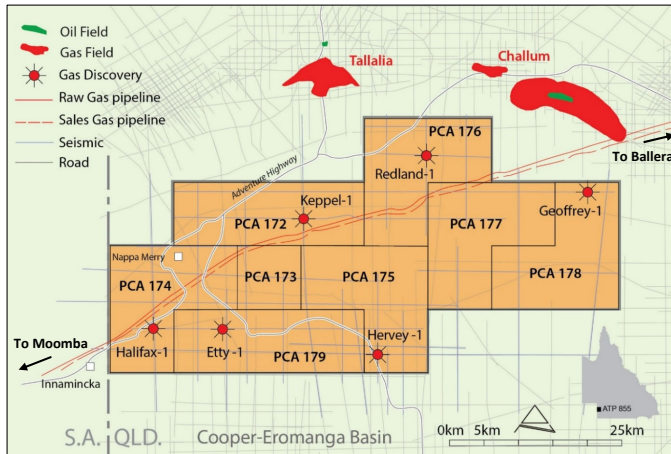 Oil Field
Gas Field
Gas Discovery
Raw Gas pipeline
Sales Gas pipeline
Seismic
Road
Tallalia
Challum
To Ballera
PCA 176
Redland-1
Adventure Highway
Keppel-1
PCA 172
PCA 177
Geoffrey-1
Nappa Merry
PCA 174
PCA 173
PCA 175
PCA 178
To Moomba
Halifax-1
Etty -1
Hervey-1
PCA 179
Innamincka
ATP 855
S.A. QLD.
Cooper-Eromanga Basin
0km 5km 25km